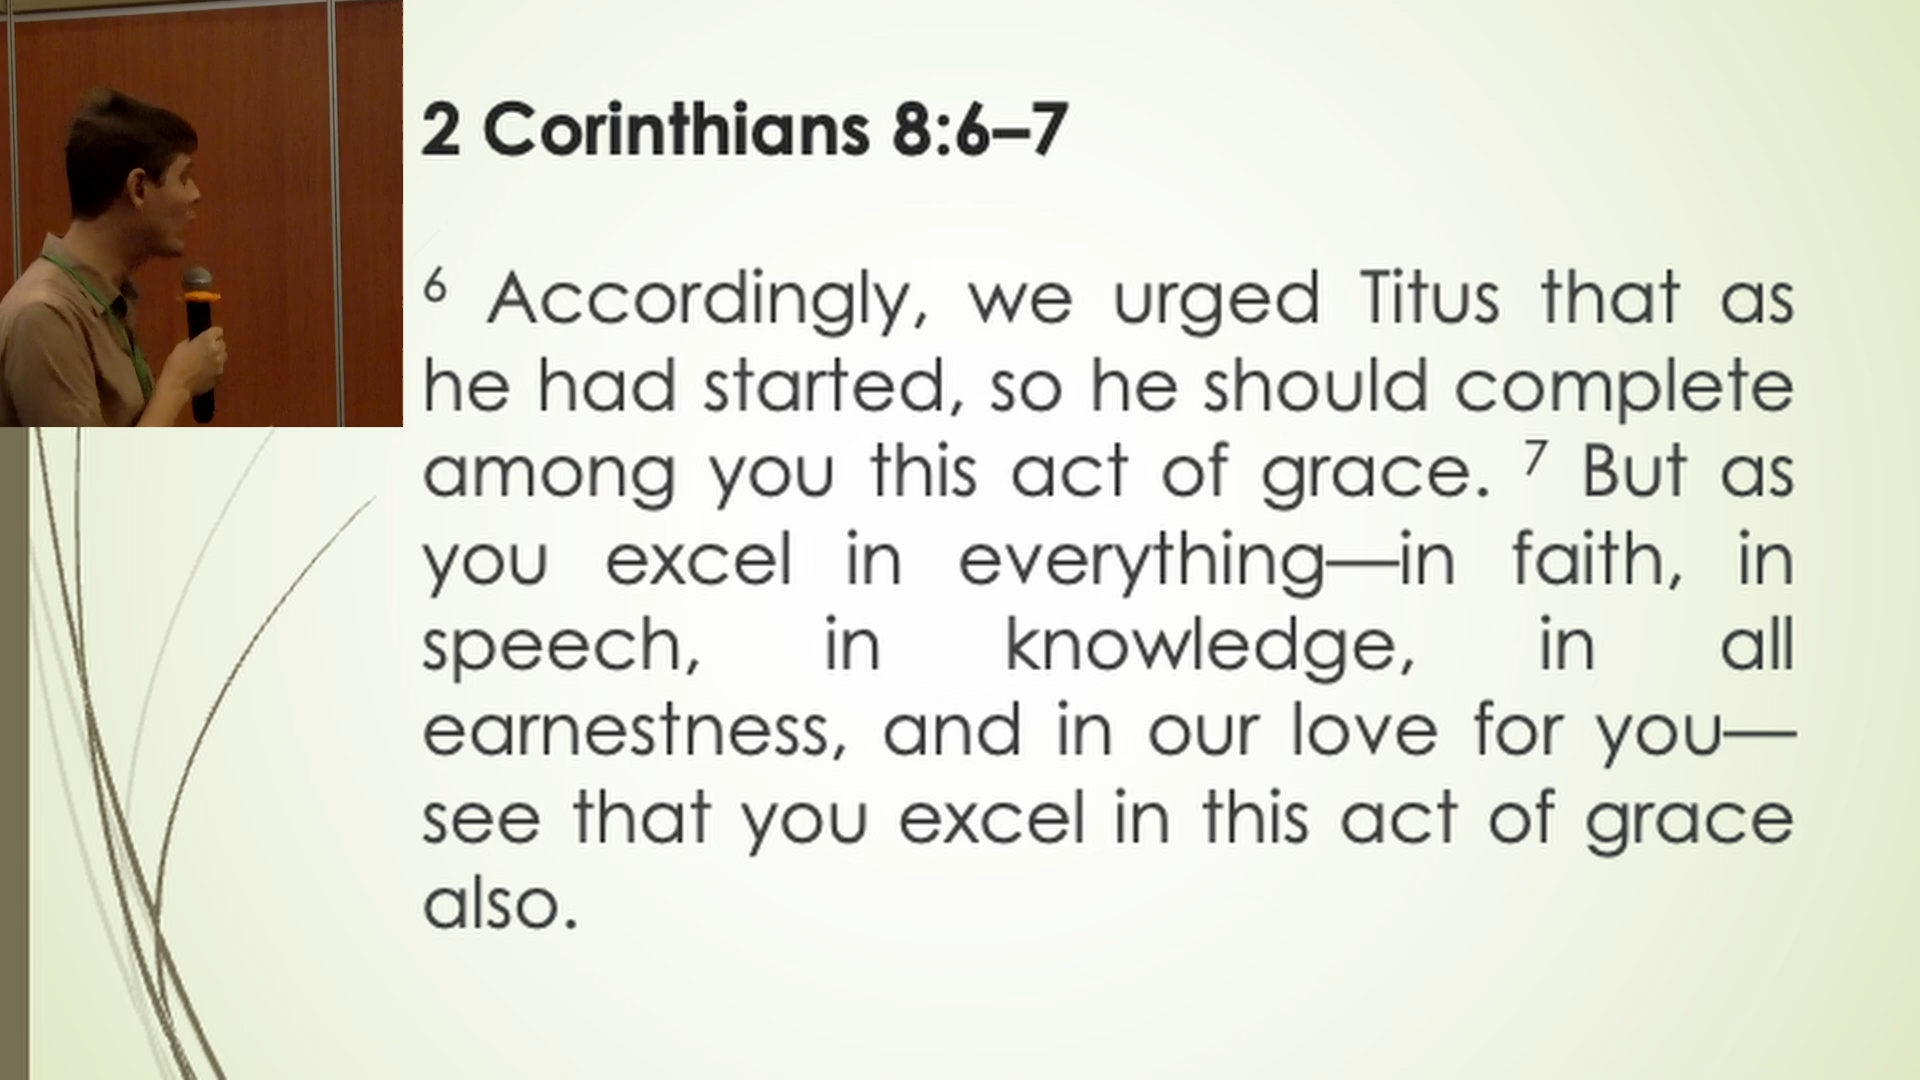 2 Corinthians 8:6–7
6 Accordingly, we urged Titus that as
he had started, so he should complete
among you this act of grace. 7 But as
you excel in everything—in faith, in
speech, in knowledge, in all
earnestness, and in our love for you—
see that you excel in this act of grace
also.